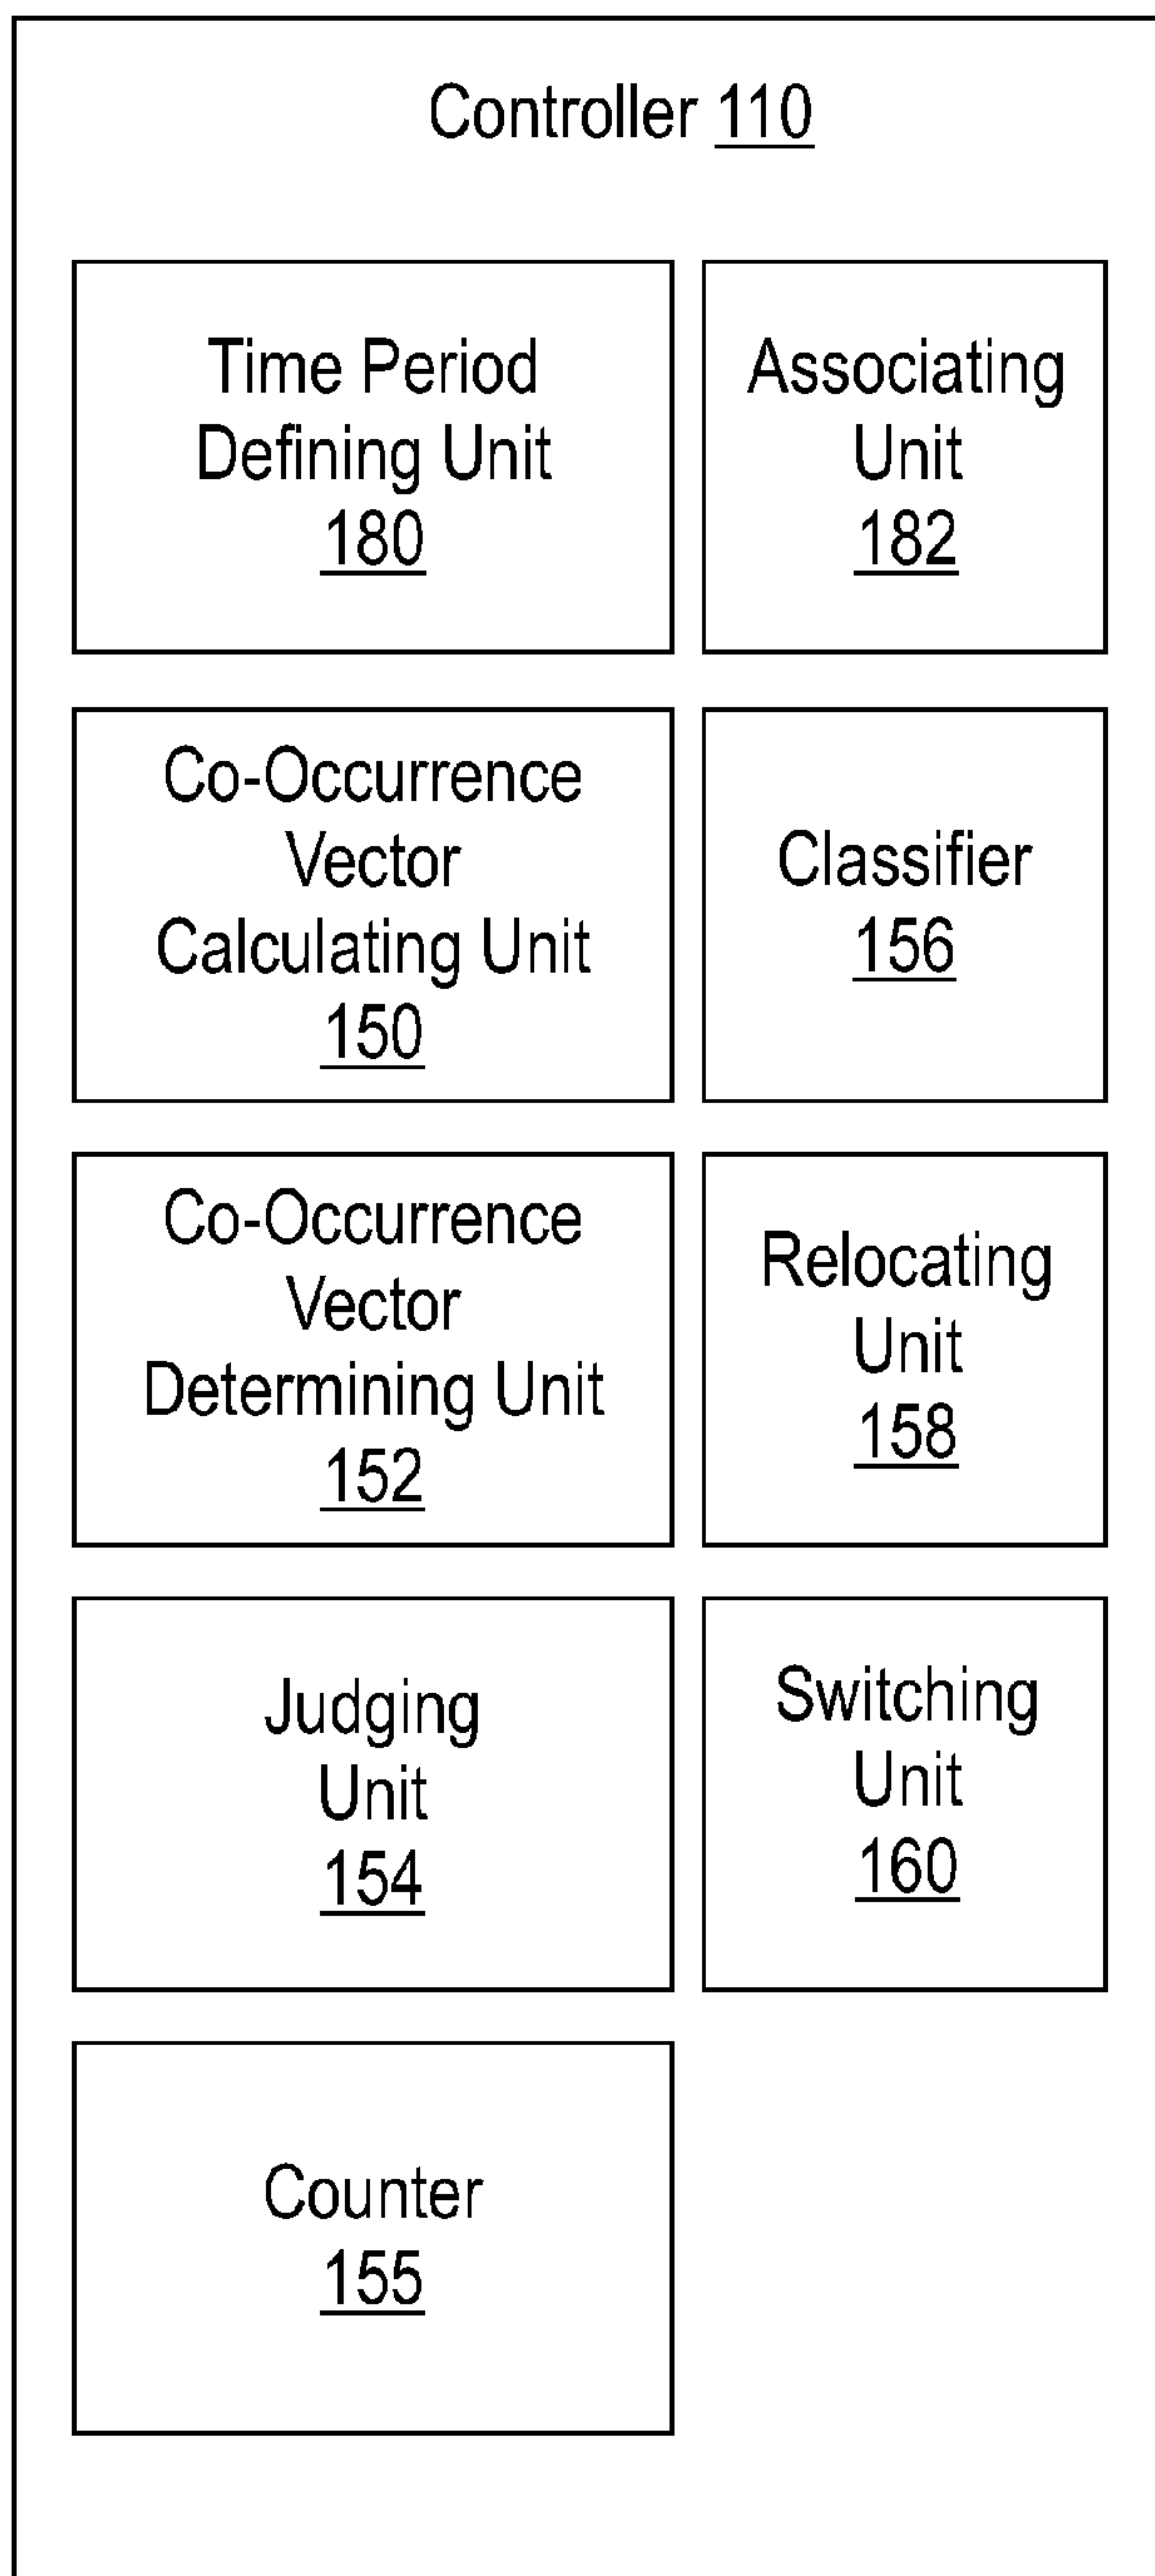 Controller 110
Time Period
Defining Unit
180
Associating
Unit
182
Co-Occurrence
Vector
Calculating Unit
150
Classifier
156
Co-Occurrence
Vector
Determining Unit
152
Relocating
Unit
158
Judging
Unit
154
Switching
Unit
160
Counter
155